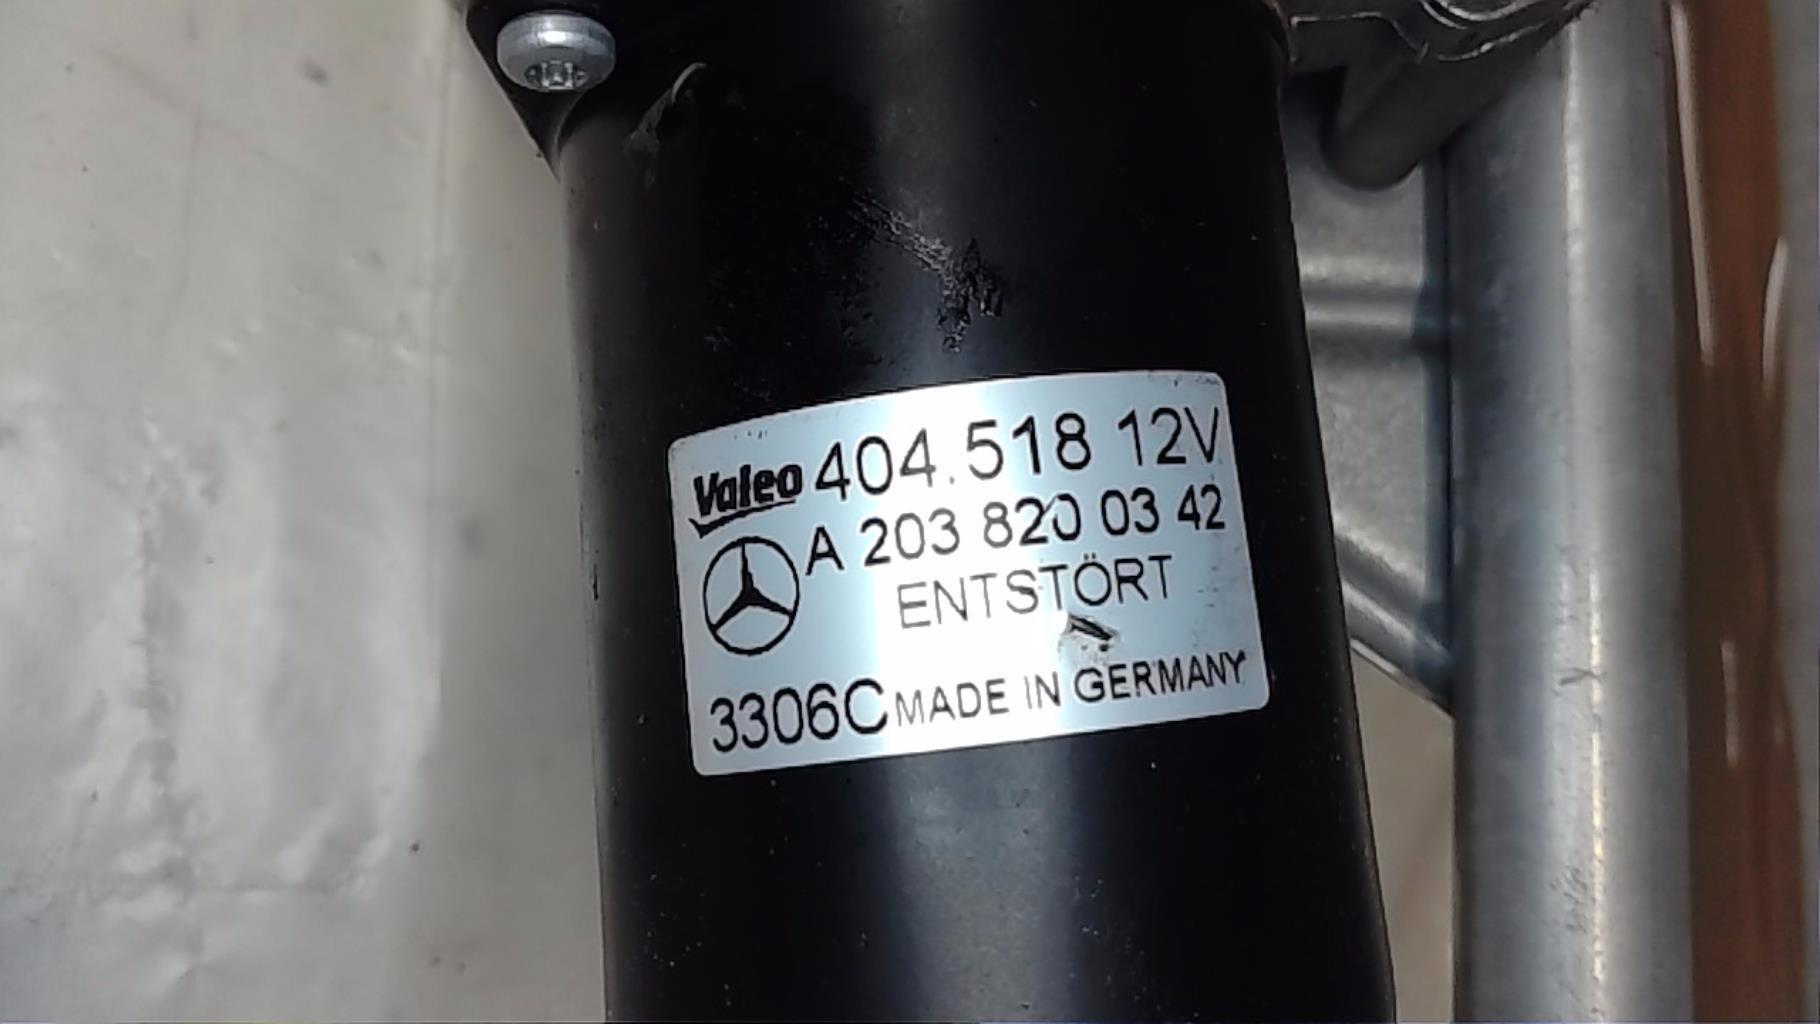 Valeo 404.518 12V
A 203 820 03 42
ENTSTÖRT
3306C MADE IN GERMANY